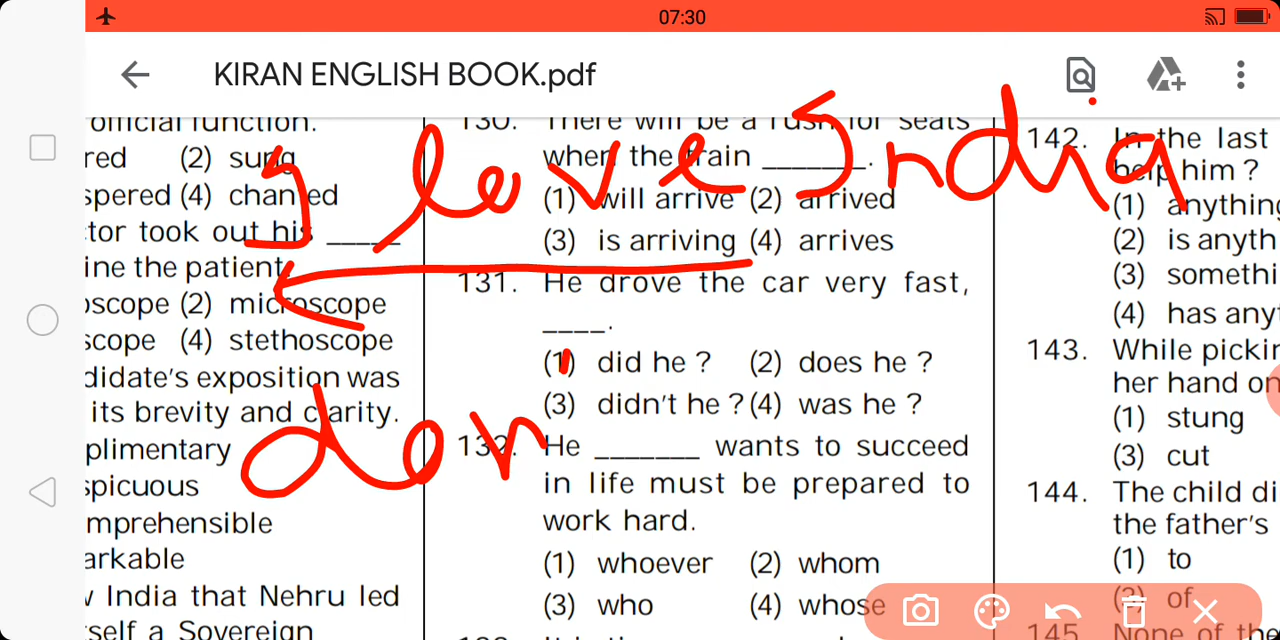 07:30
KIRAN ENGLISH BOOK.pdf
official function.
red (2) sung
spered (4) chanted
tor took out his _____
ine the patient.
oscope (2) microscope
scope (4) stethoscope
didate's exposition was
its brevity and clarity.
plimentary
spicuous
mprehensible
arkable
India that Nehru led
self a Sovereign
130. There will be a rush for seats
when the train _______.
(1) will arrive (2) arrived
(3) is arriving (4) arrives
131. He drove the car very fast,
____.
(1) did he ? (2) does he ?
(3) didn't he ? (4) was he ?
132. He _______ wants to succeed
in life must be prepared to
work hard.
(1) whoever (2) whom
(3) who (4) whose
142. In the last
help him ?
(1) anything
(2) is anyth
(3) somethi
(4) has any
143. While pickin
her hand on
(1) stung
(3) cut
144. The child di
the father's
(1) to
(2) of
145. None of the
I love India
der